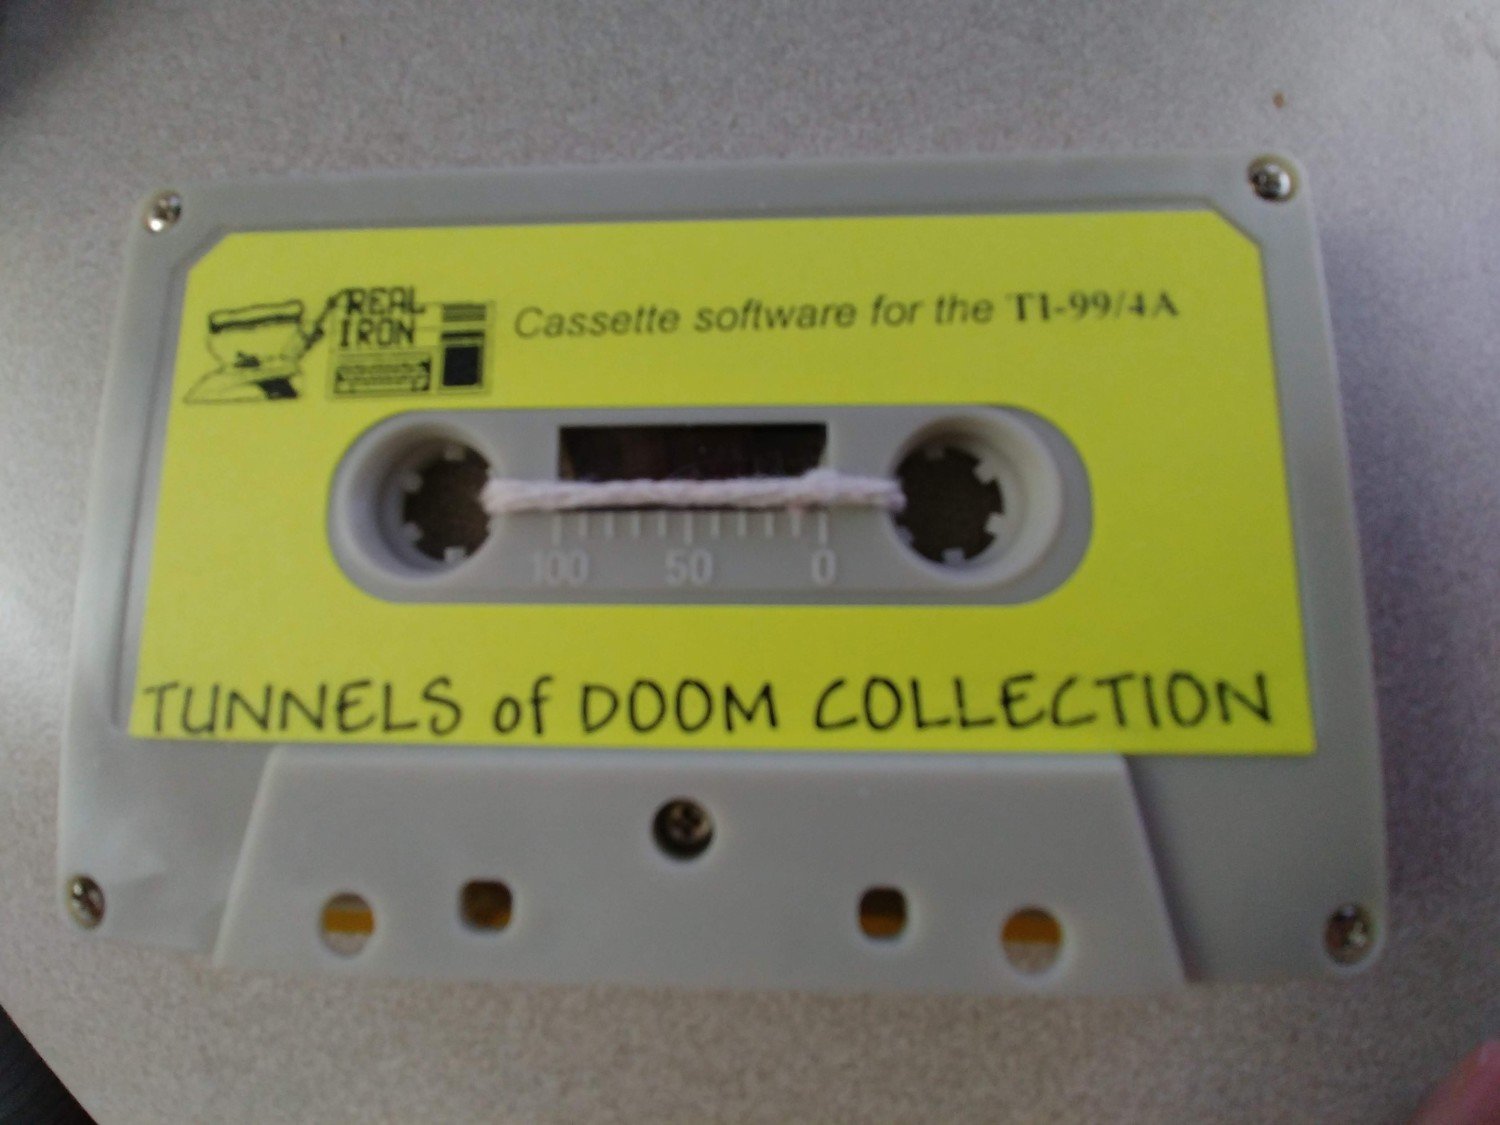 REAL
IRON
Cassette software for the TI-99/4A
100 50 0
TUNNELS of DOOM COLLECTION